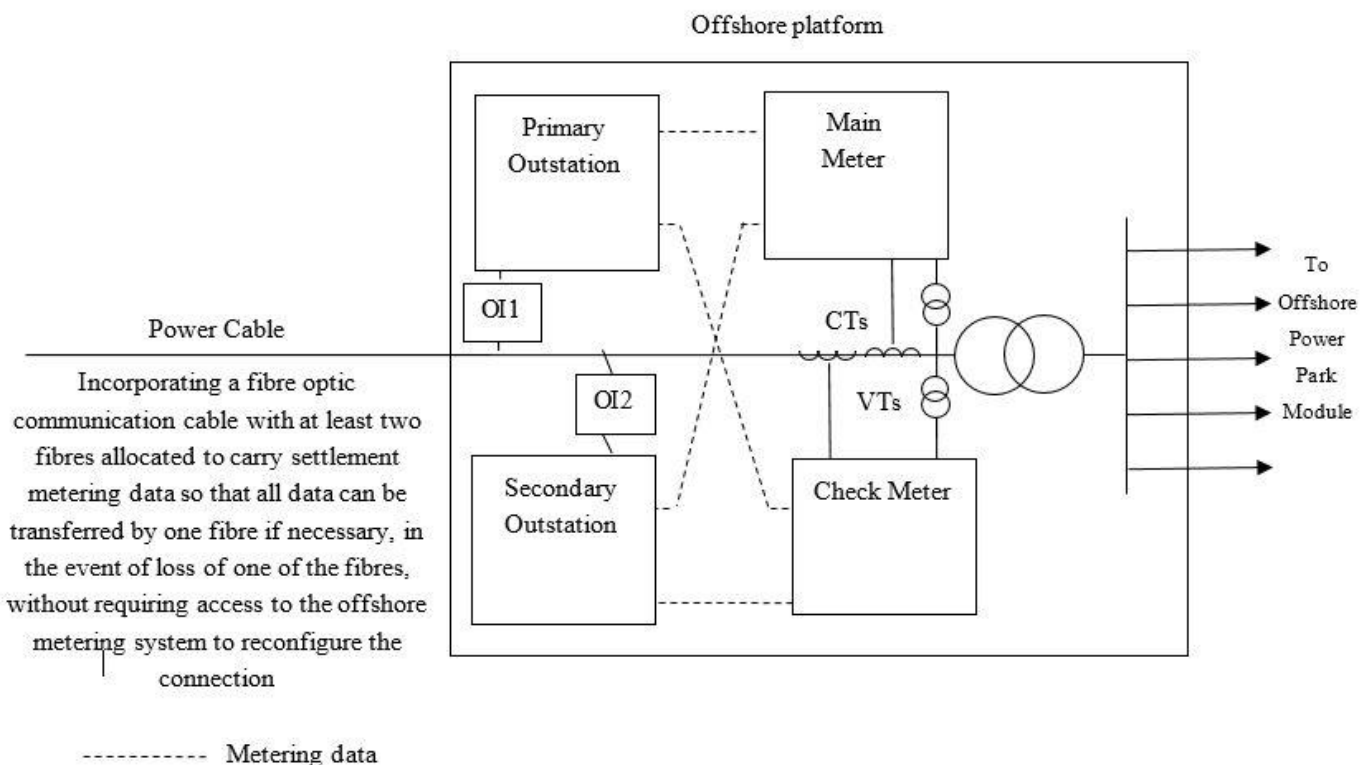 Offshore platform
Primary
Outstation
Main
Meter
OI1
Power Cable
CTs
To
Offshore
Power
Park
Module
Incorporating a fibre optic
communication cable with at least two
fibres allocated to carry settlement
metering data so that all data can be
transferred by one fibre if necessary, in
the event of loss of one of the fibres,
without requiring access to the offshore
metering system to reconfigure the
connection
OI2
VTs
Secondary
Outstation
Check Meter
Metering data